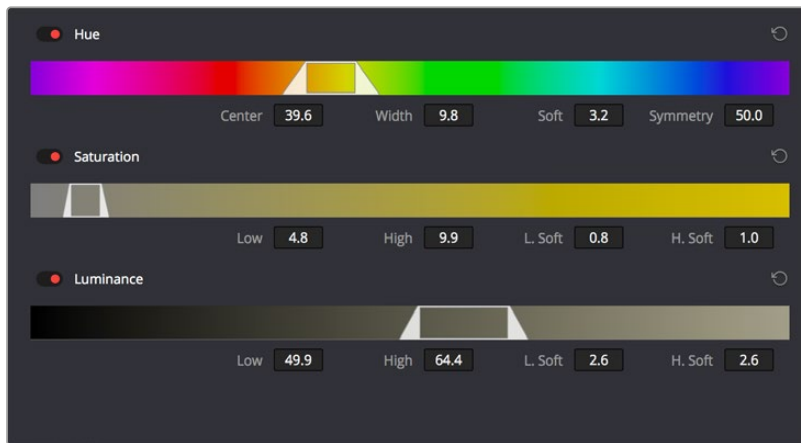 Hue
Center 39.6 Width 9.8 Soft 3.2 Symmetry 50.0
Saturation
Low 4.8 High 9.9 L. Soft 0.8 H. Soft 1.0
Luminance
Low 49.9 High 64.4 L. Soft 2.6 H. Soft 2.6